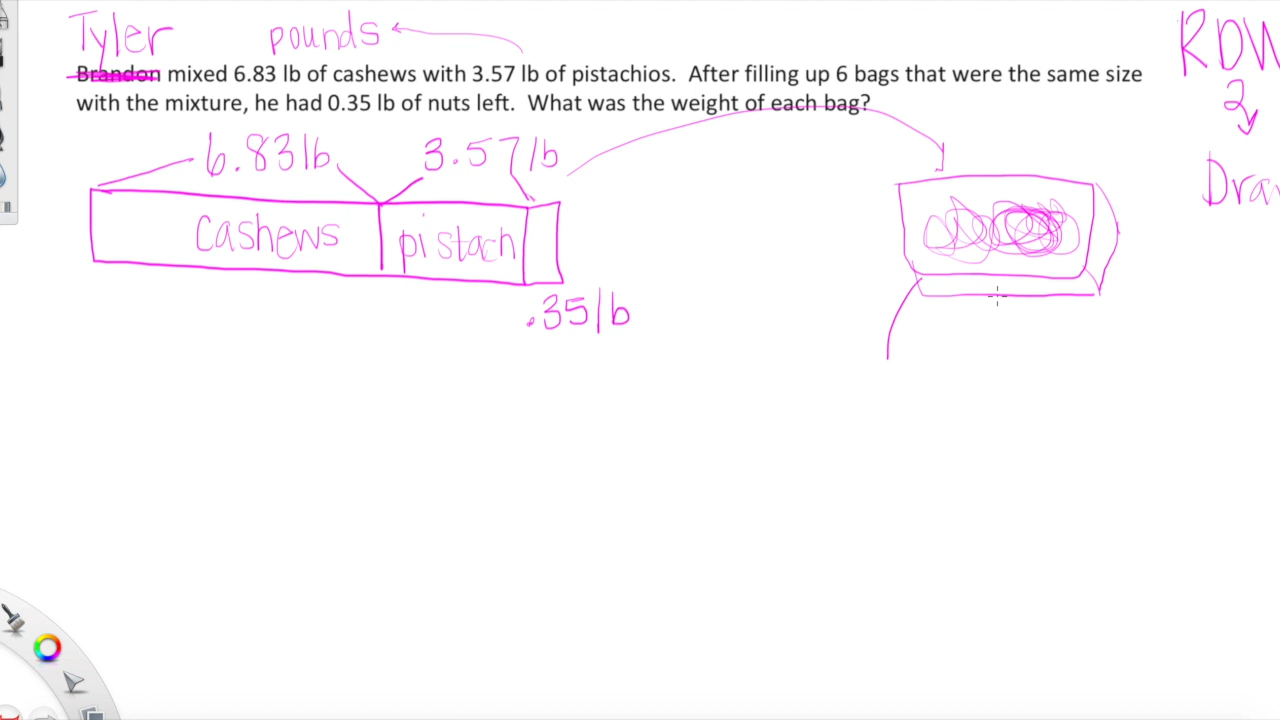 Tyler pounds
Brandon mixed 6.83 lb of cashews with 3.57 lb of pistachios. After filling up 6 bags that were the same size
with the mixture, he had 0.35 lb of nuts left. What was the weight of each bag?
RDW
6.83 lb 3.57 lb
Draw
cashews pistach
.35 lb